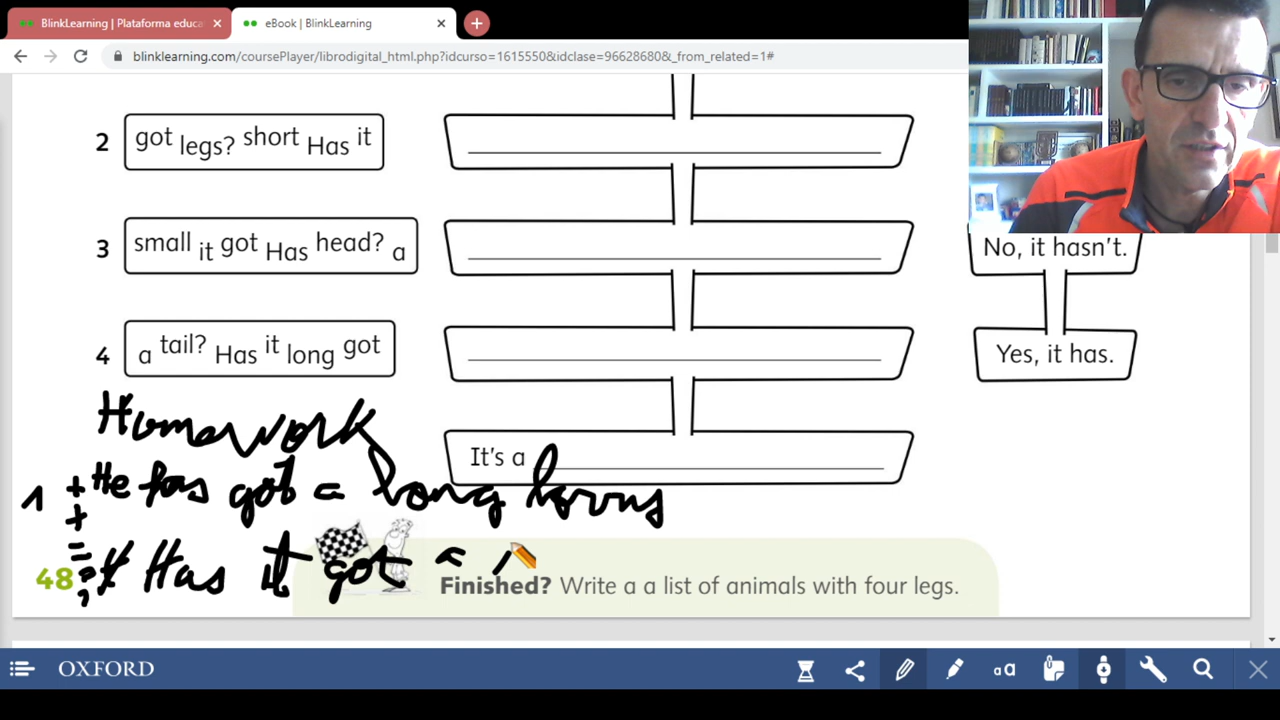 BlinkLearning | Plataforma educa
eBook | BlinkLearning
blinklearning.com/coursePlayer/librodigital_html.php?idcurso=1615550&idclase=96628680&_from_related=1#
2 got legs? short Has it
3 small it got Has head? a
No, it hasn't.
4 a tail? Has it long got
Yes, it has.
Homework
It's a
1 + He has got a long
+
48 Has it got a
Finished? Write a a list of animals with four legs.
OXFORD
aA